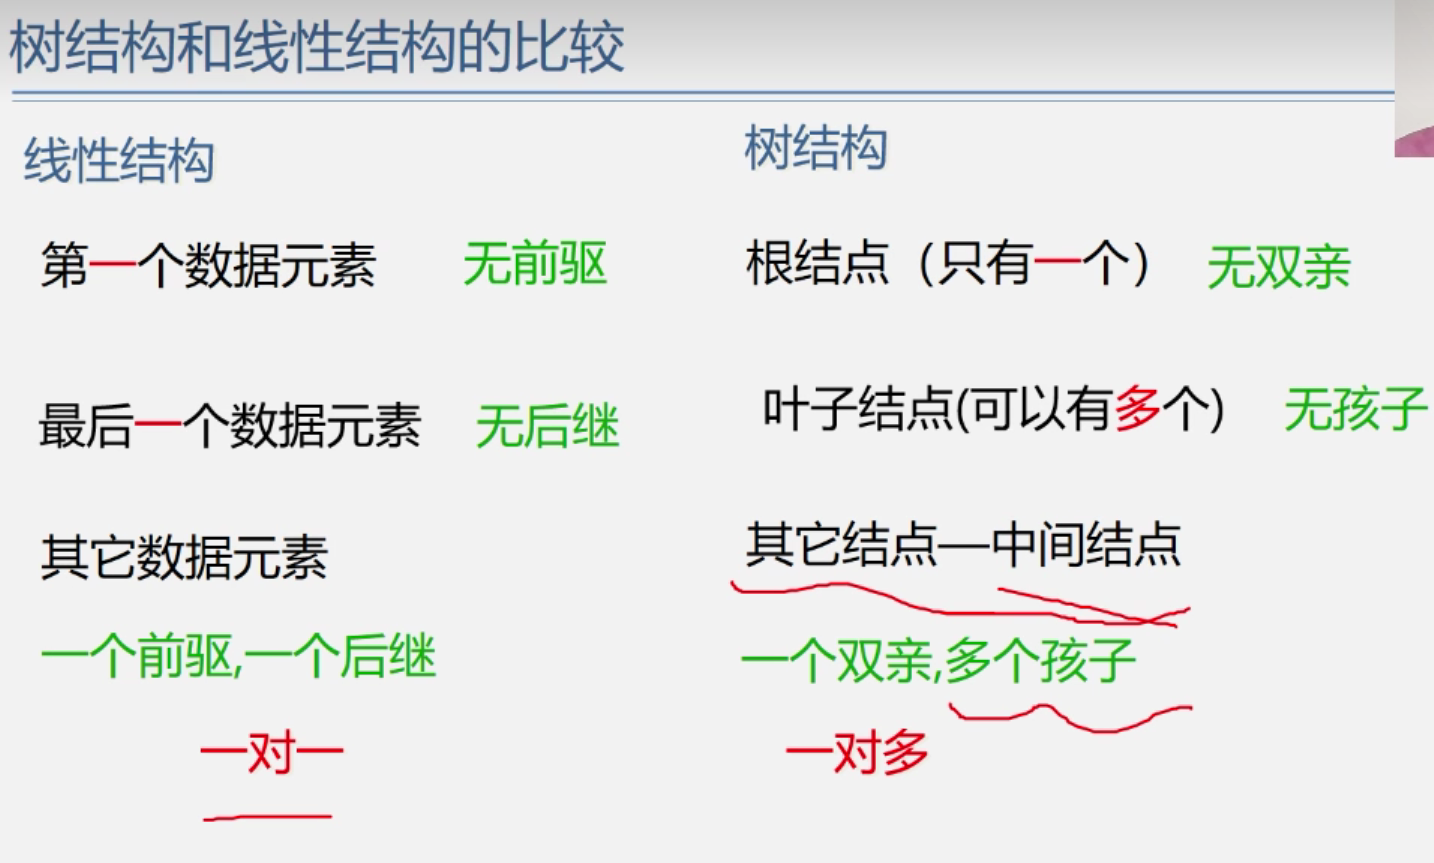 树结构和线性结构的比较
线性结构
第一个数据元素 无前驱
最后一个数据元素 无后继
其它数据元素
一个前驱,一个后继
一对一
树结构
根结点（只有一个） 无双亲
叶子结点(可以有多个) 无孩子
其它结点—中间结点
一个双亲,多个孩子
一对多